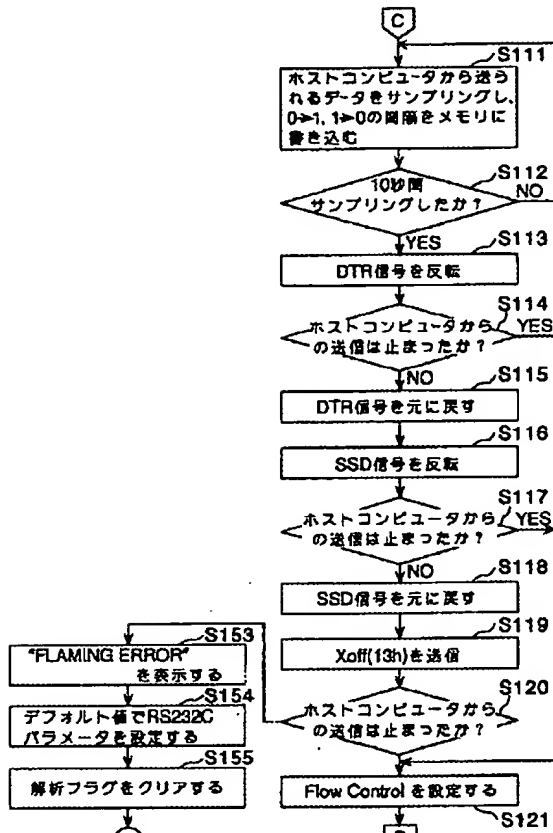 C
S111
ホストコンピュータから送ら
れるデータをサンプリングし、
0→1, 1→0の間隔をメモリに
書き込む
S112
10秒間
サンプリングしたか？
NO
YES
S113
DTR信号を反転
S114
ホストコンピュータから
の送信は止まったか？
YES
NO
S115
DTR信号を元に戻す
S116
SSD信号を反転
S117
ホストコンピュータから
の送信は止まったか？
YES
NO
S118
SSD信号を元に戻す
S119
Xoff(13h)を送信
S120
ホストコンピュータから
の送信は止まったか？
Flow Control を設定する
S121
S153
"FLAMING ERROR"
を表示する
S154
デフォルト値でRS232C
パラメータを設定する
S155
解析フラグをクリアする